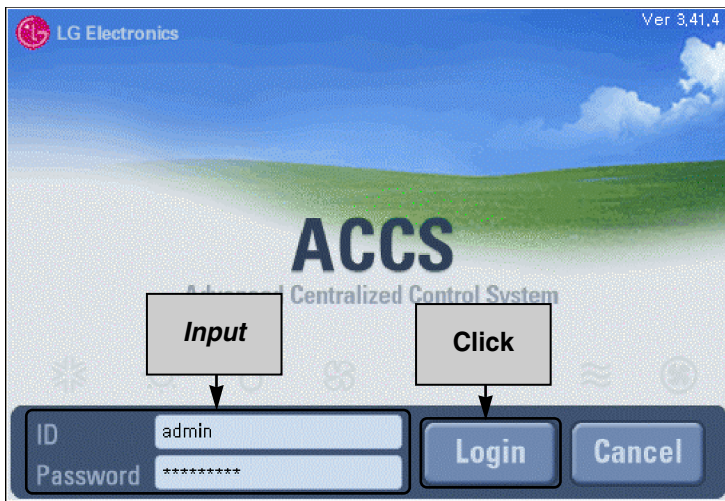 Ver 3.41.4
LG Electronics
ACCS
Advanced Centralized Control System
Input
Click
ID
admin
Password
*********
Login
Cancel